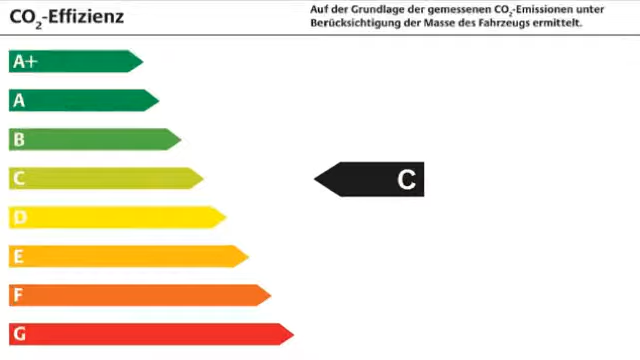 CO₂-Effizienz
Auf der Grundlage der gemessenen CO₂-Emissionen unter
Berücksichtigung der Masse des Fahrzeugs ermittelt.
A+
A
B
C
C
D
E
F
G